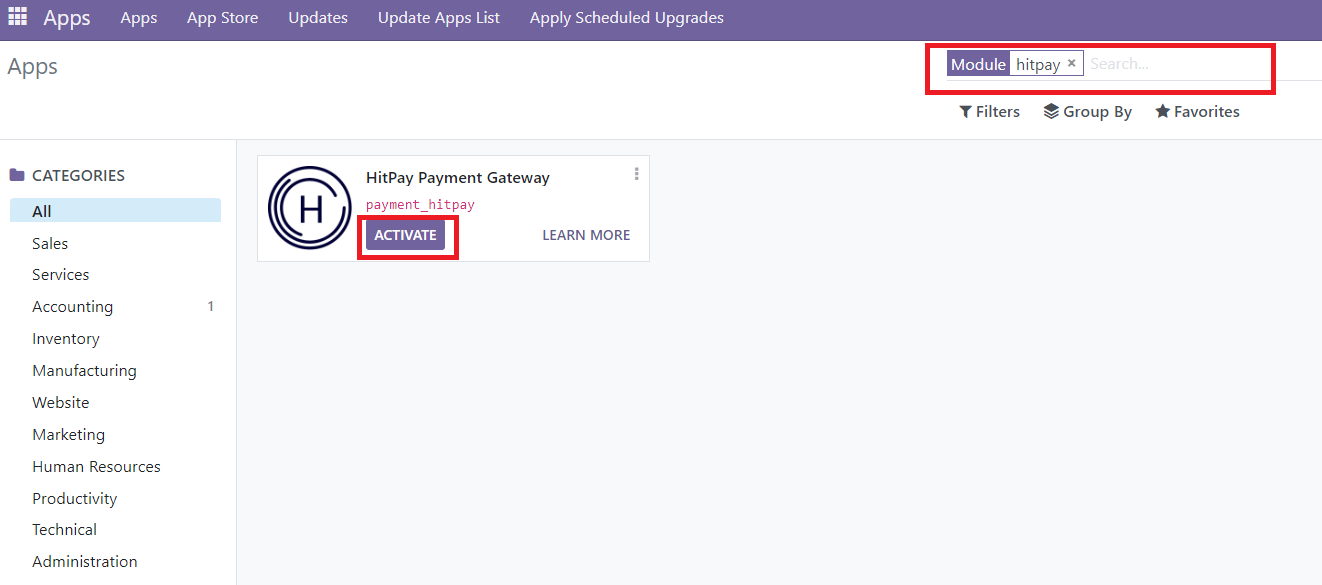 Apps Apps App Store Updates Update Apps List Apply Scheduled Upgrades
Apps
Module hitpay × Search...
Filters Group By Favorites
CATEGORIES
All
Sales
Services
Accounting 1
Inventory
Manufacturing
Website
Marketing
Human Resources
Productivity
Technical
Administration
H
HitPay Payment Gateway
payment_hitpay
ACTIVATE LEARN MORE